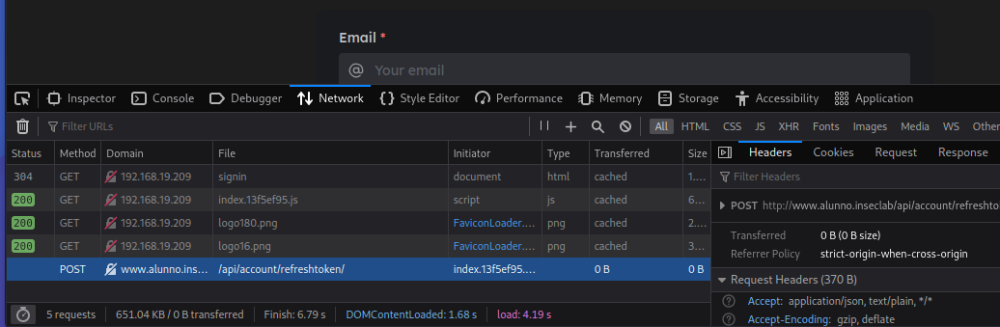 Email *
@ Your email
Inspector Console Debugger Network Style Editor Performance Memory Storage Accessibility Application
Filter URLs All HTML CSS JS XHR Fonts Images Media WS Other
Status Method Domain File Initiator Type Transferred Size Headers Cookies Request Response
304 GET 192.168.19.209 signin document html cached 1.… Filter Headers
200 GET 192.168.19.209 index.13f5ef95.js script js cached 6…
POST http://www.alunno.inseclab/api/account/refreshto
200 GET 192.168.19.209 logo180.png FaviconLoader.… png cached 2.…
Transferred 0 B (0 B size)
200 GET 192.168.19.209 logo16.png FaviconLoader.… png cached 3…
Referrer Policy strict-origin-when-cross-origin
POST www.alunno.ins… /api/account/refreshtoken/ index.13f5ef95.… 0 B 0 B
Request Headers (370 B)
Accept: application/json, text/plain, */*
5 requests 651.04 KB / 0 B transferred Finish: 6.79 s DOMContentLoaded: 1.68 s load: 4.19 s
Accept-Encoding: gzip, deflate